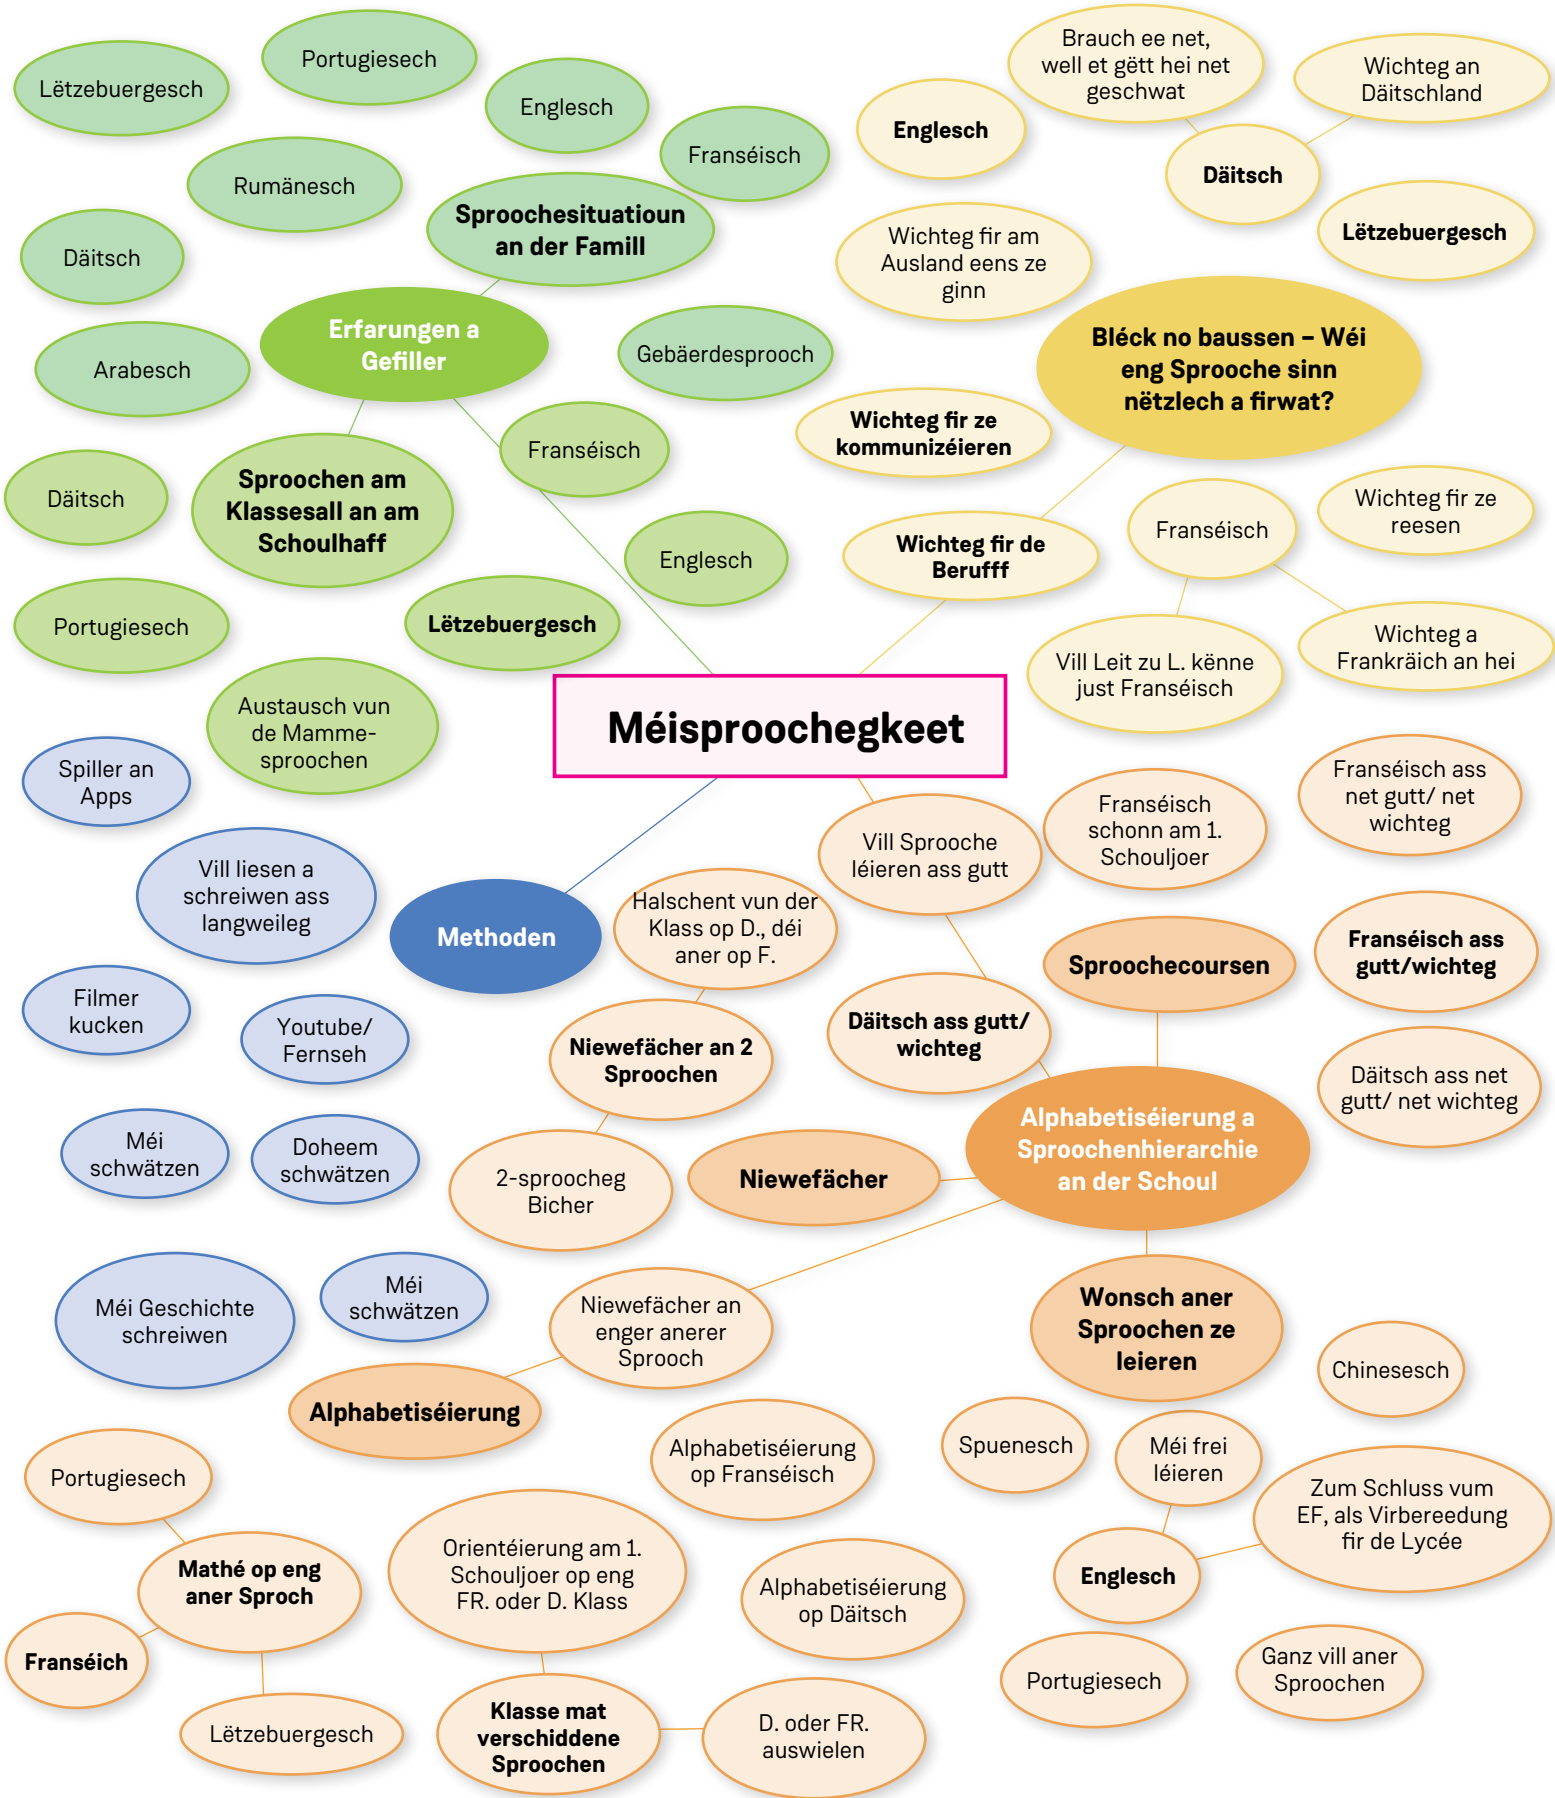 Lëtzebuergesch
Portugiesech
Englesch
Franséisch
Rumänesch
Sproochesituatioun
an der Famill
Däitsch
Arabesch
Erfarungen a
Gefiller
Gebäerdesprooch
Franséisch
Sproochen am
Klassesall an am
Schoulhaff
Däitsch
Englesch
Portugiesech
Lëtzebuergesch
Austausch vun
de Mamme-
sproochen
Brauch ee net,
well et gëtt hei net
geschwat
Wichteg an
Däitschland
Englesch
Däitsch
Lëtzebuergesch
Wichteg fir am
Ausland eens ze
ginn
Bléck no baussen – Wéi
eng Sprooche sinn
nëtzlech a firwat?
Wichteg fir ze
kommunizéieren
Wichteg fir de
Berufff
Franséisch
Wichteg fir ze
reesen
Vill Leit zu L. kënne
just Franséisch
Wichteg a
Frankräich an hei
Méisproochegkeet
Spiller an
Apps
Vill liesen a
schreiwen ass
langweileg
Methoden
Filmer
kucken
Youtube/
Fernseh
Méi
schwätzen
Doheem
schwätzen
Méi Geschichte
schreiwen
Méi
schwätzen
Vill Sprooche
léieren ass gutt
Franséisch
schonn am 1.
Schouljoer
Franséisch ass
net gutt/ net
wichteg
Halschent vun der
Klass op D., déi
aner op F.
Sproochecoursen
Franséisch ass
gutt/wichteg
Däitsch ass gutt/
wichteg
Niewefächer an 2
Sproochen
Däitsch ass net
gutt/ net wichteg
Alphabetiséierung a
Sproochenhierarchie
an der Schoul
2-sproocheg
Bicher
Niewefächer
Niewefächer an
enger anerer
Sprooch
Wonsch aner
Sproochen ze
leieren
Alphabetiséierung
Chinesesch
Alphabetiséierung
op Franséisch
Spuenesch
Méi frei
léieren
Zum Schluss vum
EF, als Virbereedung
fir de Lycée
Portugiesech
Mathé op eng
aner Sproch
Orientéierung am 1.
Schouljoer op eng
FR. oder D. Klass
Alphabetiséierung
op Däitsch
Englesch
Franséich
Lëtzebuergesch
Klasse mat
verschiddene
Sproochen
D. oder FR.
auswielen
Portugiesech
Ganz vill aner
Sproochen